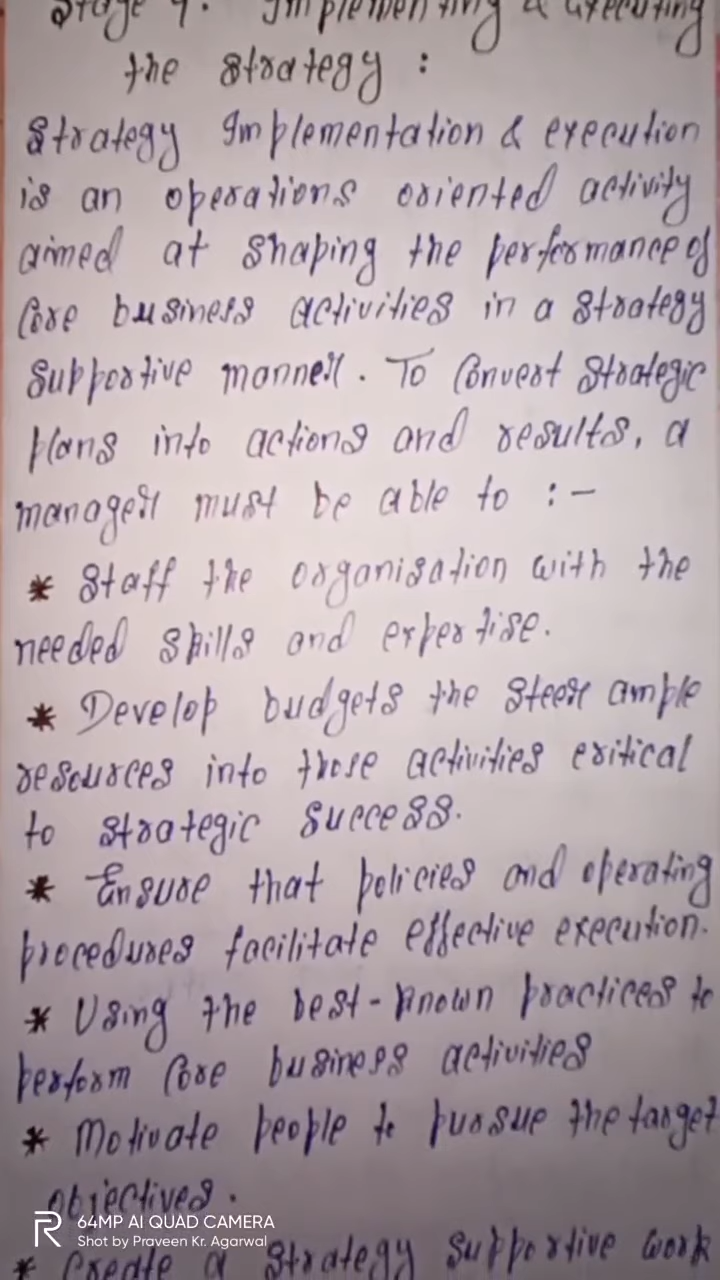 Stage 4. Implementing & Executing
the strategy :
Strategy Implementation & execution
is an operations oriented activity
aimed at shaping the performance of
Core business activities in a strategy
supportive manner. To Convert Strategic
plans into actions and results, a
manager must be able to :-
* Staff the organisation with the
needed skills and expertise.
* Develop budgets the steer ample
resources into those activities critical
to strategic success.
* Ensure that policies and operating
procedures facilitate effective execution.
* Using the best-known practices to
perform Core business activities
* Motivate people to pursue the target
objectives.
* Create a Strategy Supportive work
64MP AI QUAD CAMERA
Shot by Praveen Kr. Agarwal